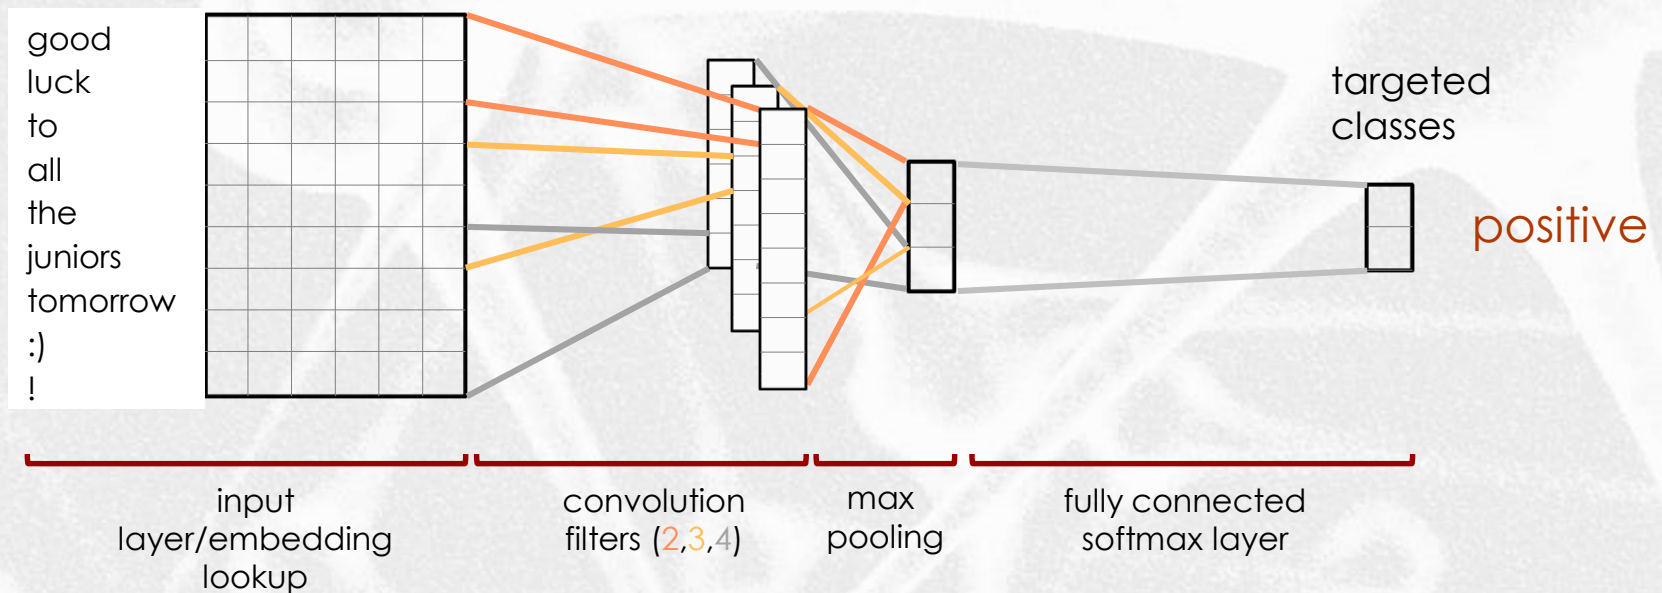 good
luck
to
all
the
juniors
tomorrow
:)
!
targeted
classes
positive
input
layer/embedding
lookup
convolution
filters (2,3,4)
max
pooling
fully connected
softmax layer